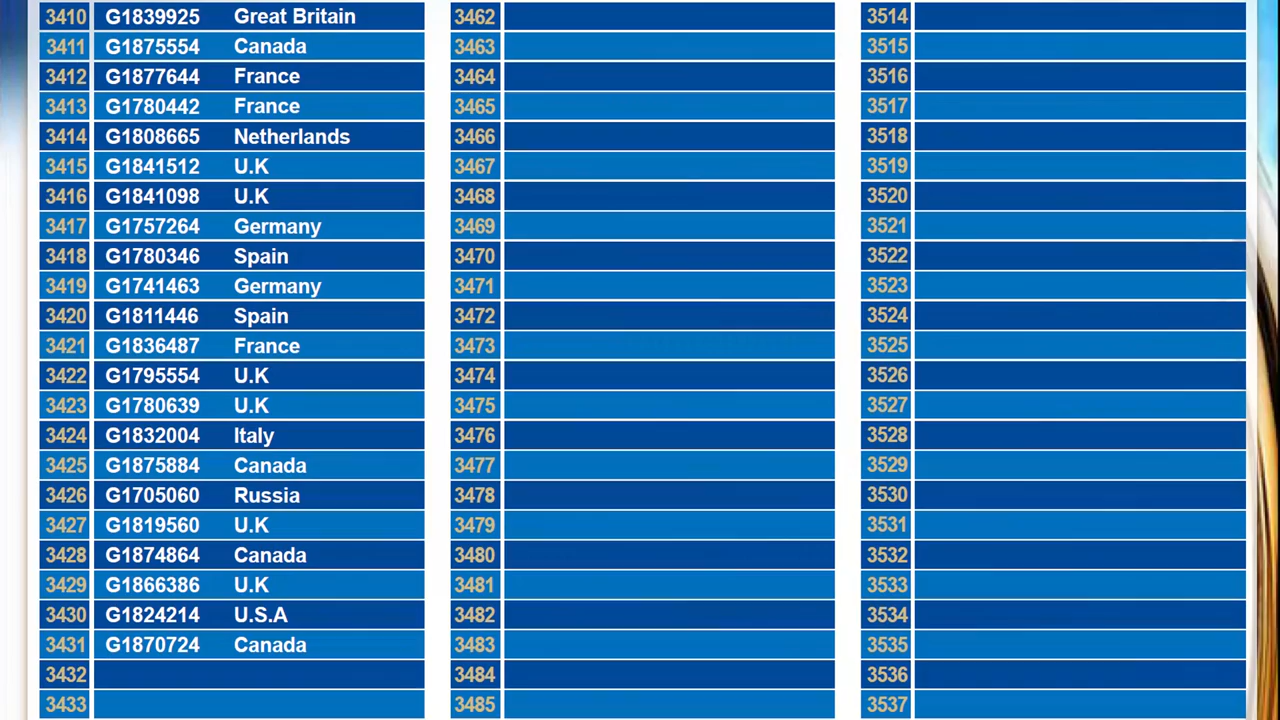 3410 G1839925 Great Britain
3411 G1875554 Canada
3412 G1877644 France
3413 G1780442 France
3414 G1808665 Netherlands
3415 G1841512 U.K
3416 G1841098 U.K
3417 G1757264 Germany
3418 G1780346 Spain
3419 G1741463 Germany
3420 G1811446 Spain
3421 G1836487 France
3422 G1795554 U.K
3423 G1780639 U.K
3424 G1832004 Italy
3425 G1875884 Canada
3426 G1705060 Russia
3427 G1819560 U.K
3428 G1874864 Canada
3429 G1866386 U.K
3430 G1824214 U.S.A
3431 G1870724 Canada
3432
3433
3462
3463
3464
3465
3466
3467
3468
3469
3470
3471
3472
3473
3474
3475
3476
3477
3478
3479
3480
3481
3482
3483
3484
3485
3514
3515
3516
3517
3518
3519
3520
3521
3522
3523
3524
3525
3526
3527
3528
3529
3530
3531
3532
3533
3534
3535
3536
3537